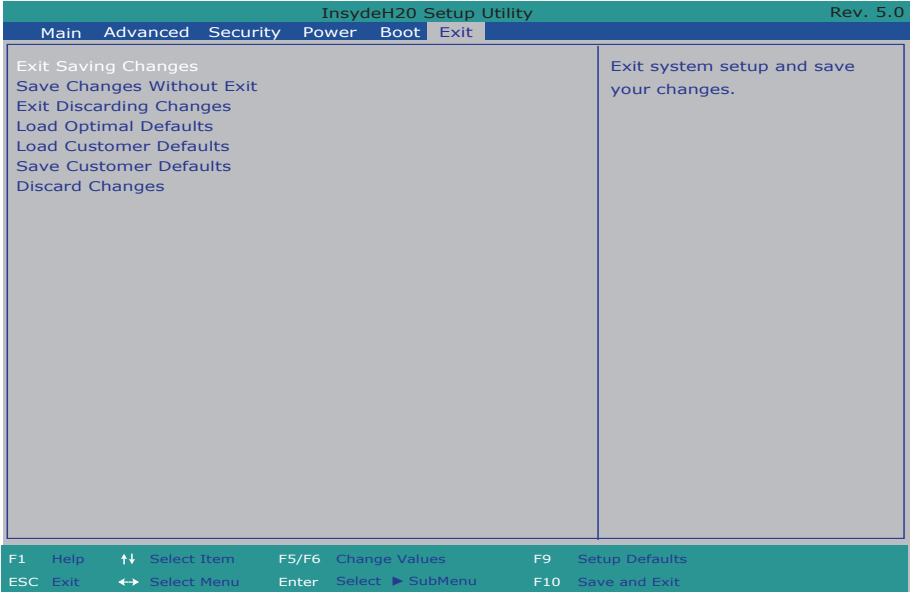 InsydeH20 Setup Utility Rev. 5.0
Main Advanced Security Power Boot Exit
Exit Saving Changes
Save Changes Without Exit
Exit Discarding Changes
Load Optimal Defaults
Load Customer Defaults
Save Customer Defaults
Discard Changes
Exit system setup and save
your changes.
F1 Help ↑↓ Select Item F5/F6 Change Values F9 Setup Defaults
ESC Exit ←→ Select Menu Enter Select ▶ SubMenu F10 Save and Exit